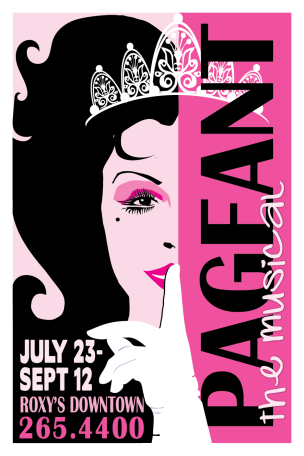 PAGEANT
the musical
JULY 23-
SEPT 12
ROXY'S DOWNTOWN
265.4400